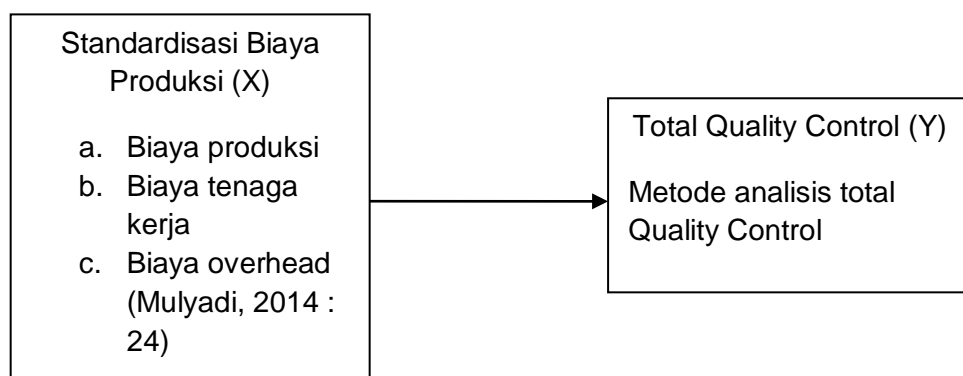 Standardisasi Biaya
Produksi (X)
a. Biaya produksi
b. Biaya tenaga
kerja
c. Biaya overhead
(Mulyadi, 2014 :
24)
Total Quality Control (Y)
Metode analisis total
Quality Control